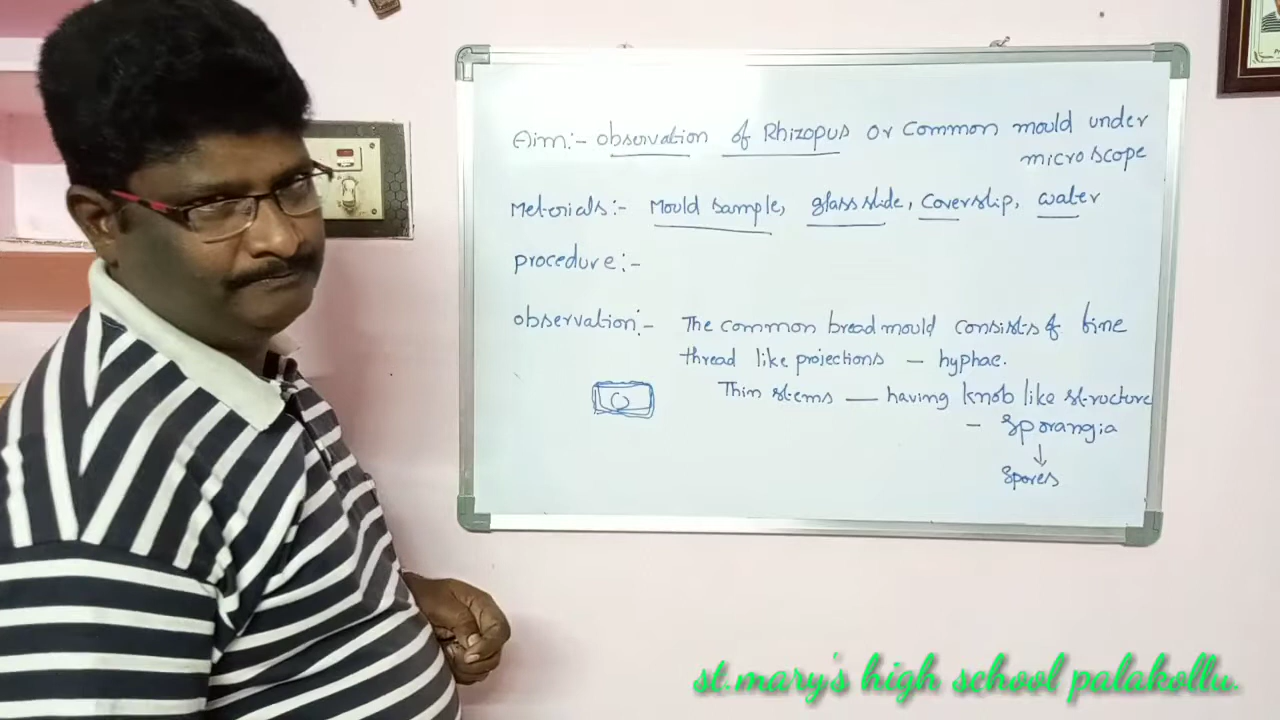 Aim:- observation of Rhizopus or Common mould under
microscope
Meterials:- Mould sample, glass slide, Coverslip, water
procedure:-
observation:- The common bread mould consists of fine
thread like projections — hyphae.
Thin stems — having knob like structure
- Sporangia
↓
Spores
st.mary's high school palakollu.